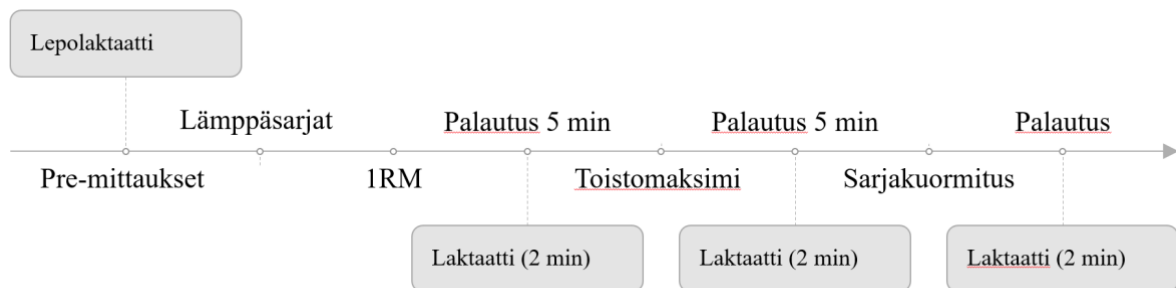 Lepolaktaatti
Lämppäsarjat
Palautus 5 min
Palautus 5 min
Palautus
Pre-mittaukset
1RM
Toistomaksimi
Sarjakuormitus
Laktaatti (2 min)
Laktaatti (2 min)
Laktaatti (2 min)